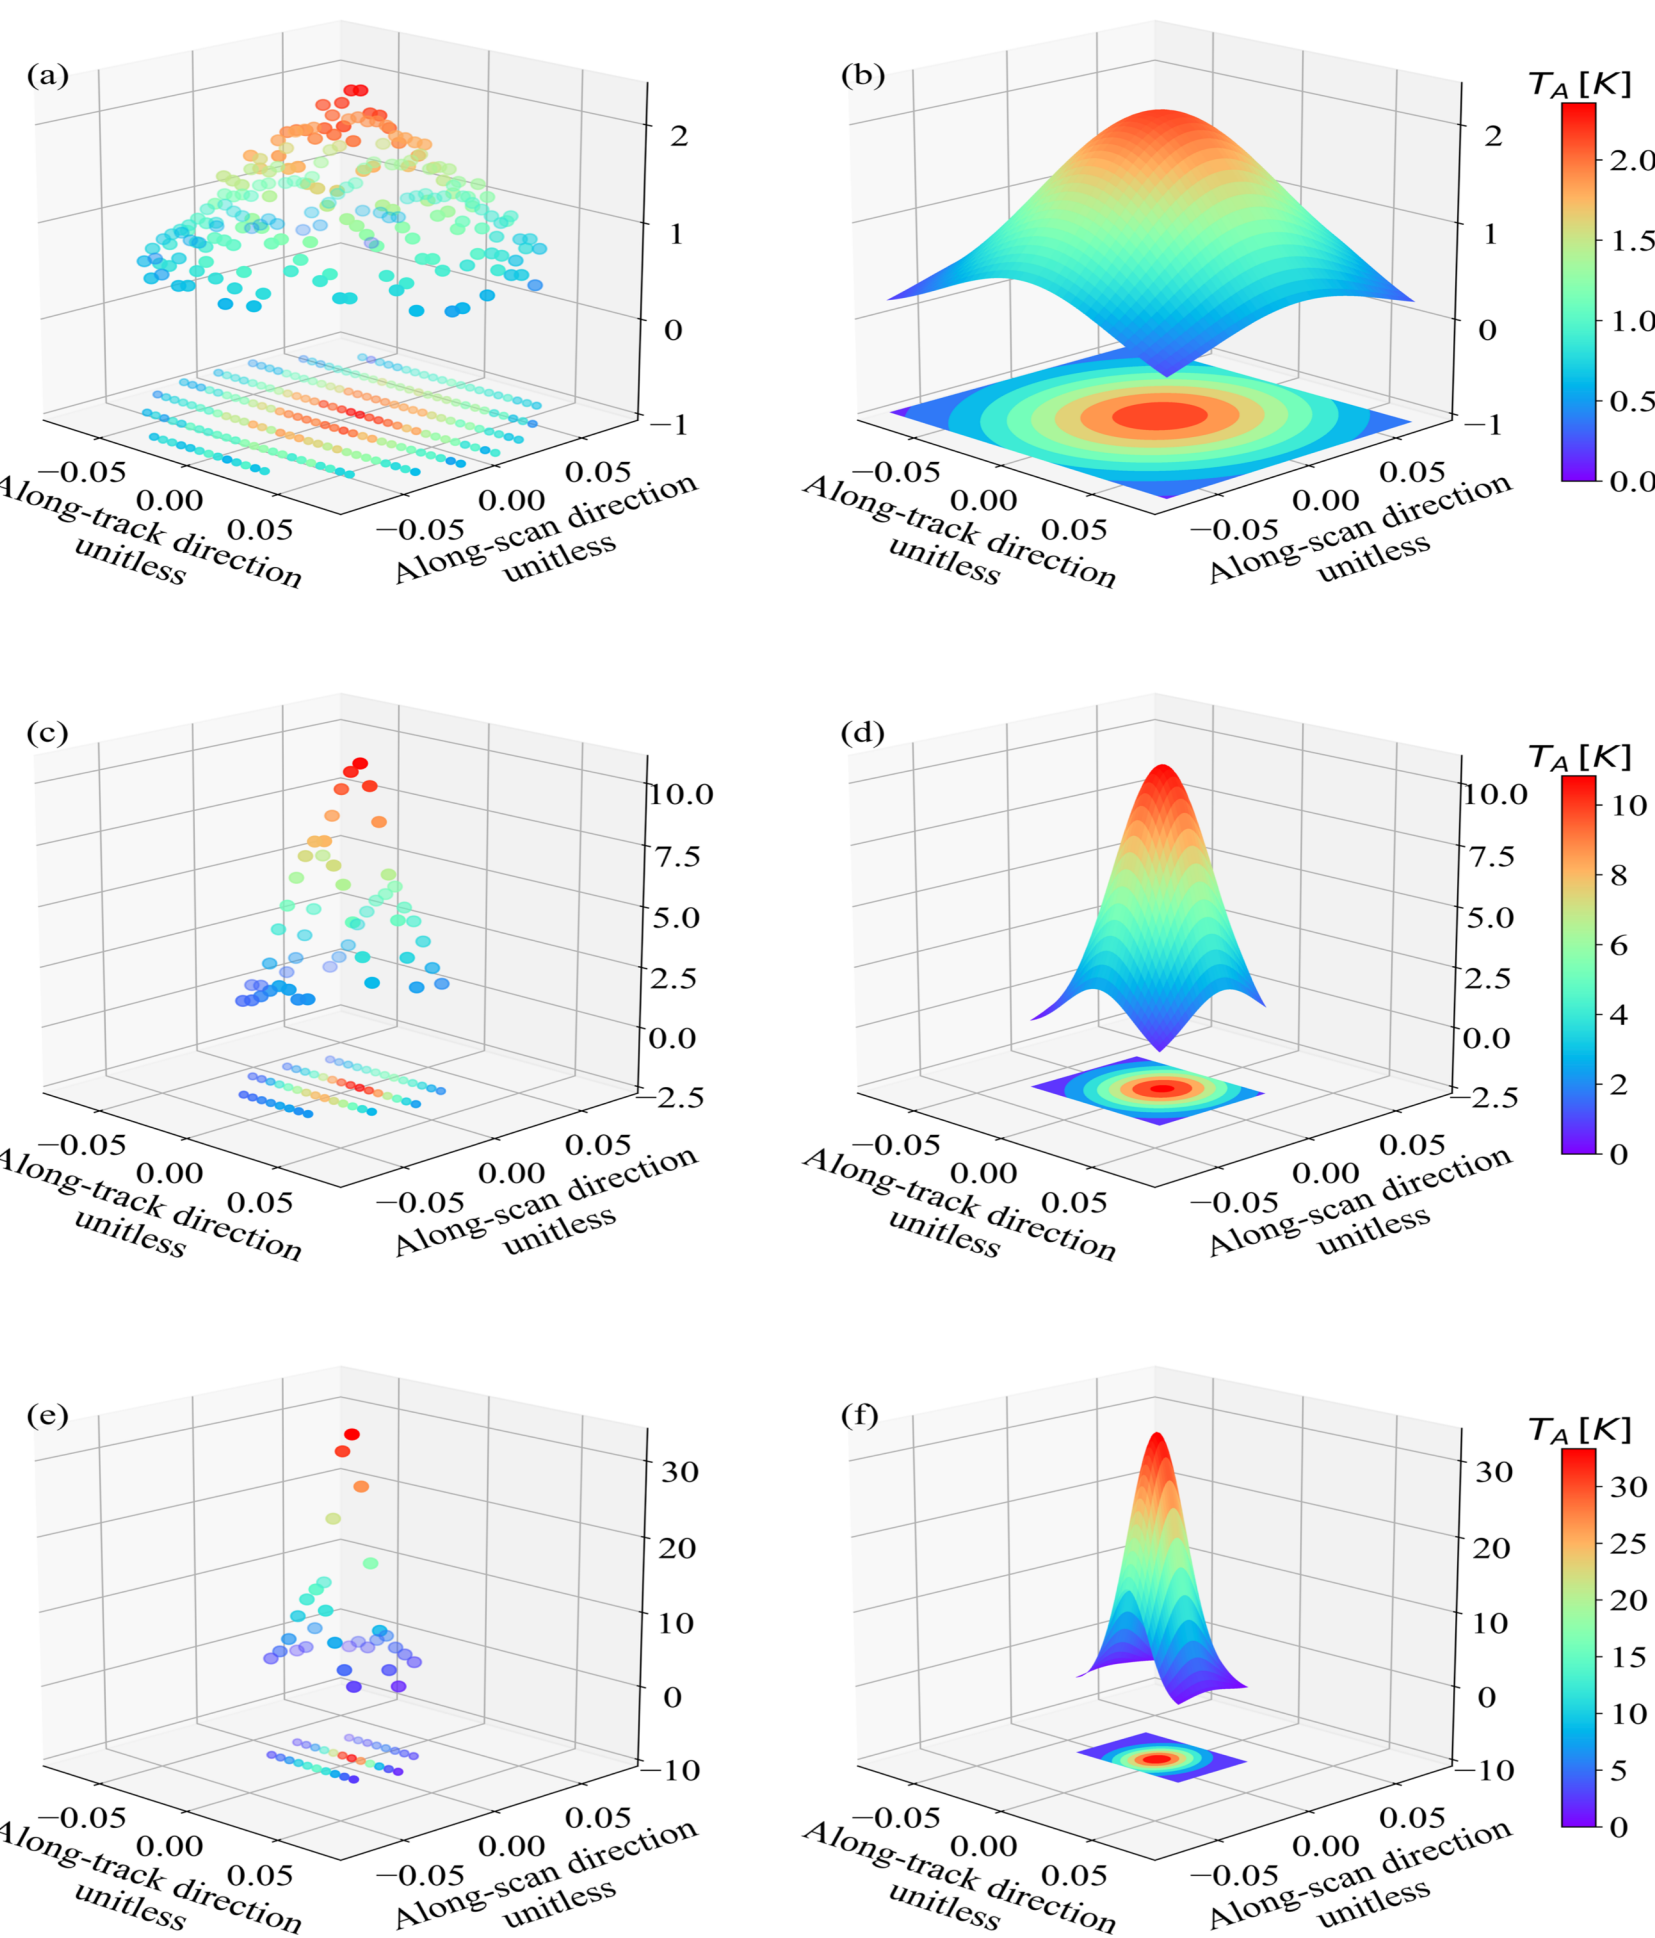 (a)
2
1
0
−1
−0.05
0.00
0.05
Along-track direction
unitless
−0.05
0.00
0.05
Along-scan direction
unitless
(b)
2
1
0
−1
−0.05
0.00
0.05
Along-track direction
unitless
−0.05
0.00
0.05
Along-scan direction
unitless
T_A [K]
2.0
1.5
1.0
0.5
0.0
(c)
10.0
7.5
5.0
2.5
0.0
−2.5
−0.05
0.00
0.05
Along-track direction
unitless
−0.05
0.00
0.05
Along-scan direction
unitless
(d)
10.0
7.5
5.0
2.5
0.0
−2.5
−0.05
0.00
0.05
Along-track direction
unitless
−0.05
0.00
0.05
Along-scan direction
unitless
T_A [K]
10
8
6
4
2
0
(e)
30
20
10
0
−10
−0.05
0.00
0.05
Along-track direction
unitless
−0.05
0.00
0.05
Along-scan direction
unitless
(f)
30
20
10
0
−10
−0.05
0.00
0.05
Along-track direction
unitless
−0.05
0.00
0.05
Along-scan direction
unitless
T_A [K]
30
25
20
15
10
5
0